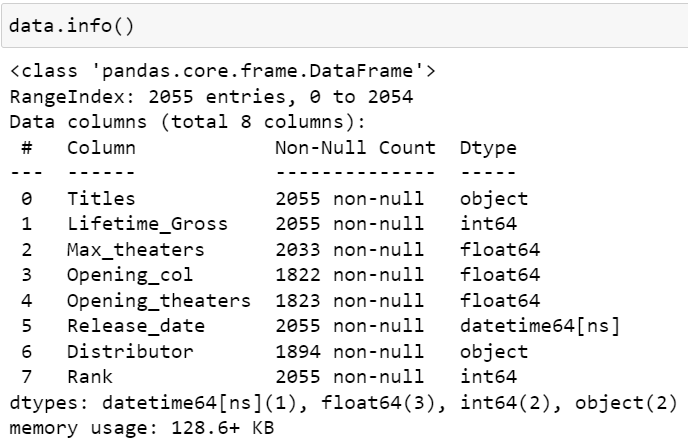 data.info()
<class 'pandas.core.frame.DataFrame'>
RangeIndex: 2055 entries, 0 to 2054
Data columns (total 8 columns):
 #   Column            Non-Null Count  Dtype
---  ------            --------------  -----
 0   Titles            2055 non-null   object
 1   Lifetime_Gross    2055 non-null   int64
 2   Max_theaters      2033 non-null   float64
 3   Opening_col       1822 non-null   float64
 4   Opening_theaters  1823 non-null   float64
 5   Release_date      2055 non-null   datetime64[ns]
 6   Distributor       1894 non-null   object
 7   Rank              2055 non-null   int64
dtypes: datetime64[ns](1), float64(3), int64(2), object(2)
memory usage: 128.6+ KB